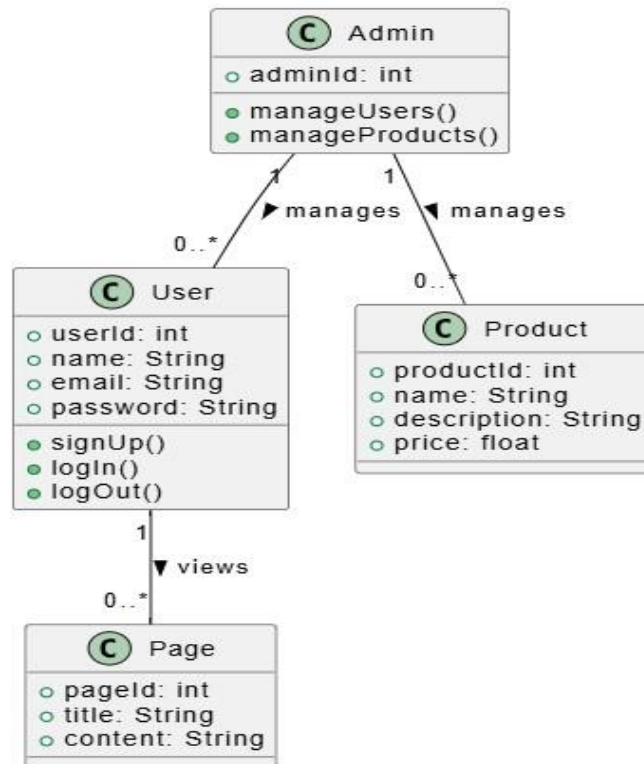 C Admin
adminId: int
manageUsers()
manageProducts()
1
1
manages
manages
0..*
0..*
C User
userId: int
name: String
email: String
password: String
signUp()
logIn()
logOut()
C Product
productId: int
name: String
description: String
price: float
1
views
0..*
C Page
pageId: int
title: String
content: String